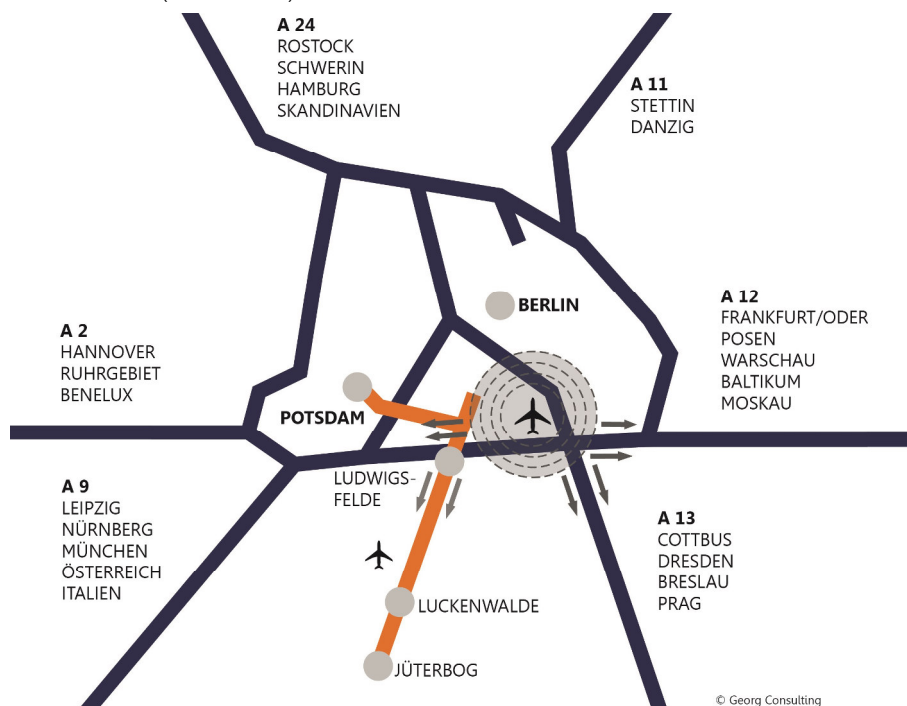 A 24
ROSTOCK
SCHWERIN
HAMBURG
SKANDINAVIEN
A 11
STETTIN
DANZIG
A 12
FRANKFURT/ODER
POSEN
WARSCHAU
BALTIKUM
MOSKAU
BERLIN
A 2
HANNOVER
RUHRGEBIET
BENELUX
POTSDAM
LUDWIGS-
FELDE
A 9
LEIPZIG
NÜRNBERG
MÜNCHEN
ÖSTERREICH
ITALIEN
A 13
COTTBUS
DRESDEN
BRESLAU
PRAG
LUCKENWALDE
JÜTERBOG
© Georg Consulting